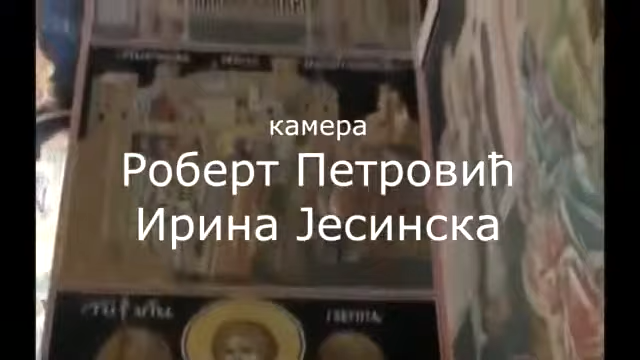 камера
Роберт Петровић
Ирина Јесинска